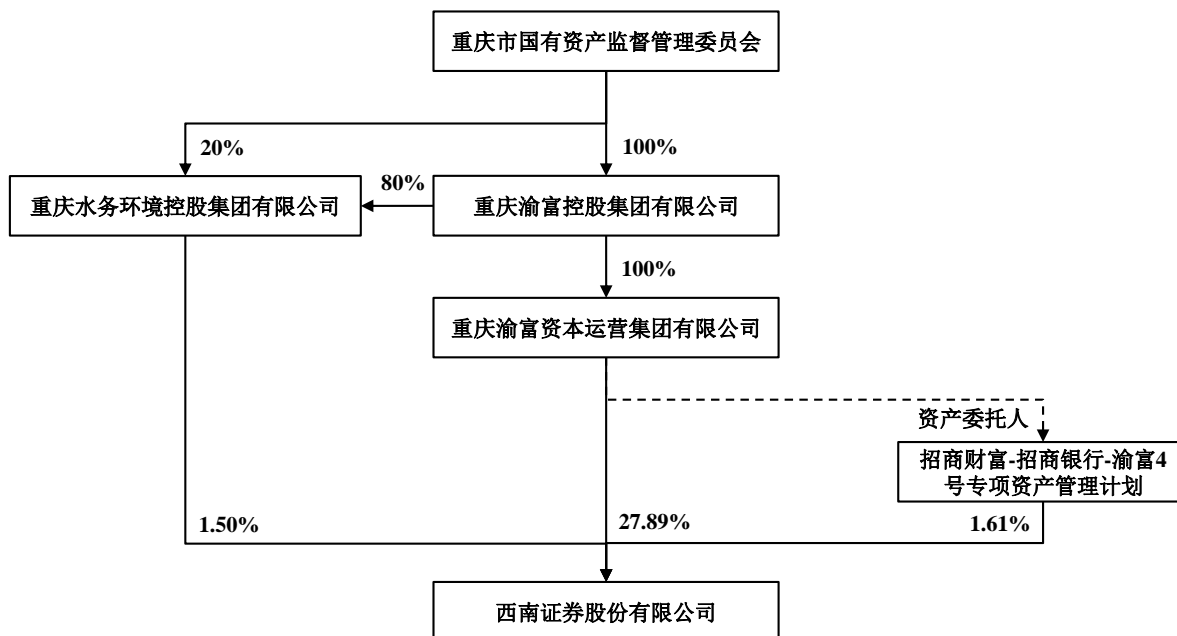 重庆市国有资产监督管理委员会
20%
100%
重庆水务环境控股集团有限公司
80%
重庆渝富控股集团有限公司
100%
重庆渝富资本运营集团有限公司
资产委托人
招商财富-招商银行-渝富4
号专项资产管理计划
1.50%
27.89%
1.61%
西南证券股份有限公司